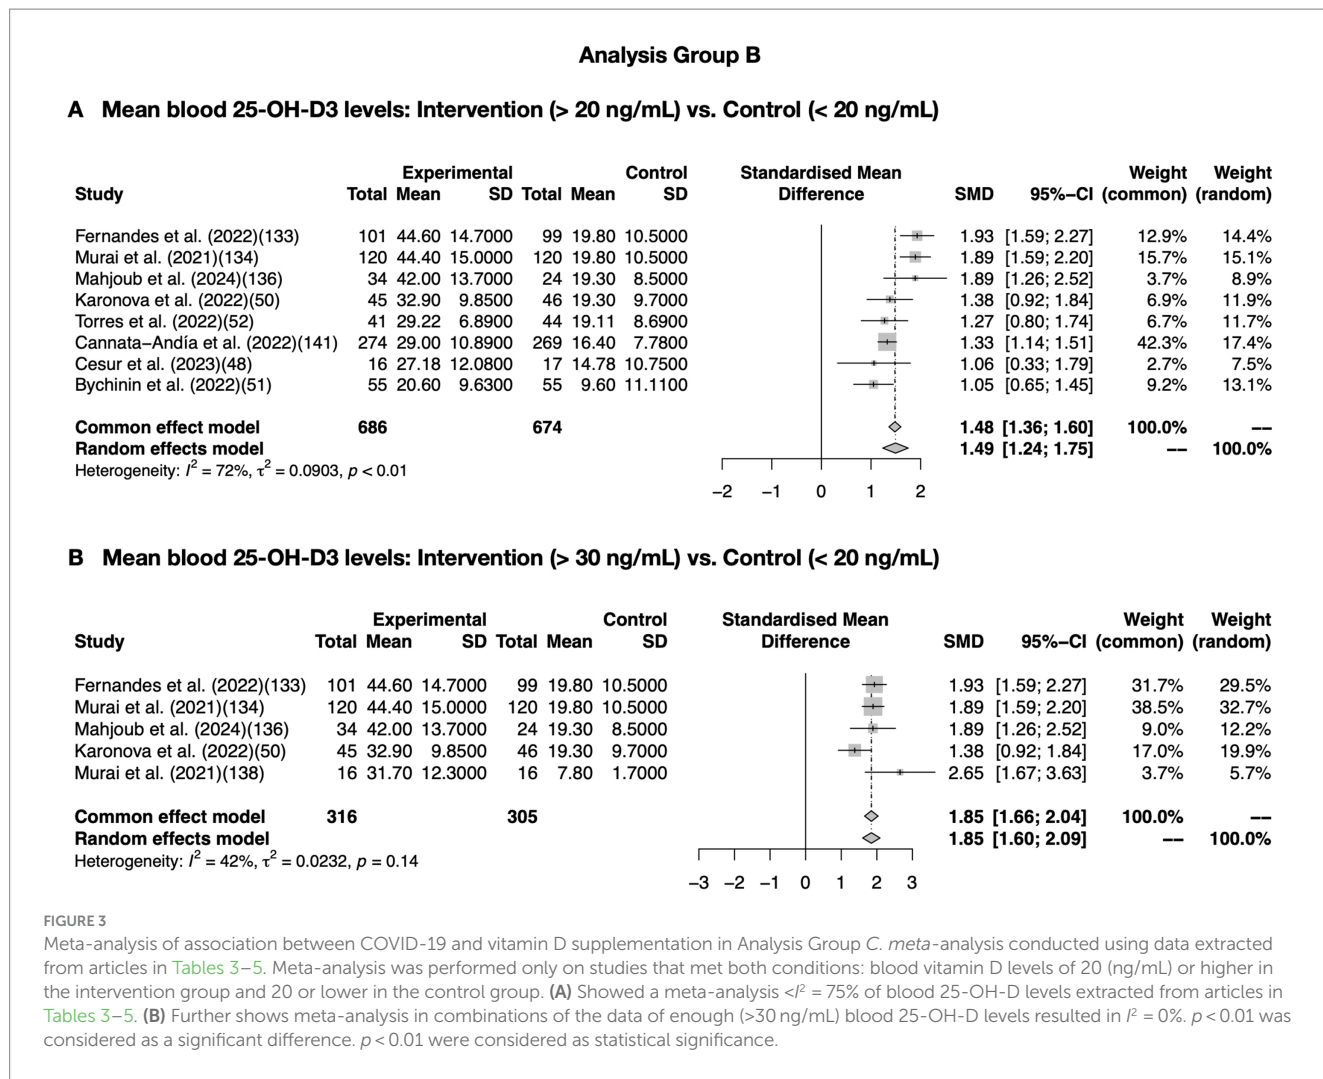 Analysis Group B
A Mean blood 25-OH-D3 levels: Intervention (> 20 ng/mL) vs. Control (< 20 ng/mL)
Experimental Control Standardised Mean Weight Weight
Study Total Mean SD Total Mean SD Difference SMD 95%−CI (common) (random)
Fernandes et al. (2022)(133) 101 44.60 14.7000 99 19.80 10.5000 1.93 [1.59; 2.27] 12.9% 14.4%
Murai et al. (2021)(134) 120 44.40 15.0000 120 19.80 10.5000 1.89 [1.59; 2.20] 15.7% 15.1%
Mahjoub et al. (2024)(136) 34 42.00 13.7000 24 19.30 8.5000 1.89 [1.26; 2.52] 3.7% 8.9%
Karonova et al. (2022)(50) 45 32.90 9.8500 46 19.30 9.7000 1.38 [0.92; 1.84] 6.9% 11.9%
Torres et al. (2022)(52) 41 29.22 6.8900 44 19.11 8.6900 1.27 [0.80; 1.74] 6.7% 11.7%
Cannata−Andía et al. (2022)(141) 274 29.00 10.8900 269 16.40 7.7800 1.33 [1.14; 1.51] 42.3% 17.4%
Cesur et al. (2023)(48) 16 27.18 12.0800 17 14.78 10.7500 1.06 [0.33; 1.79] 2.7% 7.5%
Bychinin et al. (2022)(51) 55 20.60 9.6300 55 9.60 11.1100 1.05 [0.65; 1.45] 9.2% 13.1%
Common effect model 686 674 1.48 [1.36; 1.60] 100.0% −−
Random effects model 1.49 [1.24; 1.75] −− 100.0%
Heterogeneity: I² = 72%, τ² = 0.0903, p < 0.01
−2 −1 0 1 2
B Mean blood 25-OH-D3 levels: Intervention (> 30 ng/mL) vs. Control (< 20 ng/mL)
Experimental Control Standardised Mean Weight Weight
Study Total Mean SD Total Mean SD Difference SMD 95%−CI (common) (random)
Fernandes et al. (2022)(133) 101 44.60 14.7000 99 19.80 10.5000 1.93 [1.59; 2.27] 31.7% 29.5%
Murai et al. (2021)(134) 120 44.40 15.0000 120 19.80 10.5000 1.89 [1.59; 2.20] 38.5% 32.7%
Mahjoub et al. (2024)(136) 34 42.00 13.7000 24 19.30 8.5000 1.89 [1.26; 2.52] 9.0% 12.2%
Karonova et al. (2022)(50) 45 32.90 9.8500 46 19.30 9.7000 1.38 [0.92; 1.84] 17.0% 19.9%
Murai et al. (2021)(138) 16 31.70 12.3000 16 7.80 1.7000 2.65 [1.67; 3.63] 3.7% 5.7%
Common effect model 316 305 1.85 [1.66; 2.04] 100.0% −−
Random effects model 1.85 [1.60; 2.09] −− 100.0%
Heterogeneity: I² = 42%, τ² = 0.0232, p = 0.14
−3 −2 −1 0 1 2 3
FIGURE 3
Meta-analysis of association between COVID-19 and vitamin D supplementation in Analysis Group C. meta-analysis conducted using data extracted
from articles in Tables 3–5. Meta-analysis was performed only on studies that met both conditions: blood vitamin D levels of 20 (ng/mL) or higher in
the intervention group and 20 or lower in the control group. (A) Showed a meta-analysis <I² = 75% of blood 25-OH-D levels extracted from articles in
Tables 3–5. (B) Further shows meta-analysis in combinations of the data of enough (>30 ng/mL) blood 25-OH-D levels resulted in I² = 0%. p < 0.01 was
considered as a significant difference. p < 0.01 were considered as statistical significance.